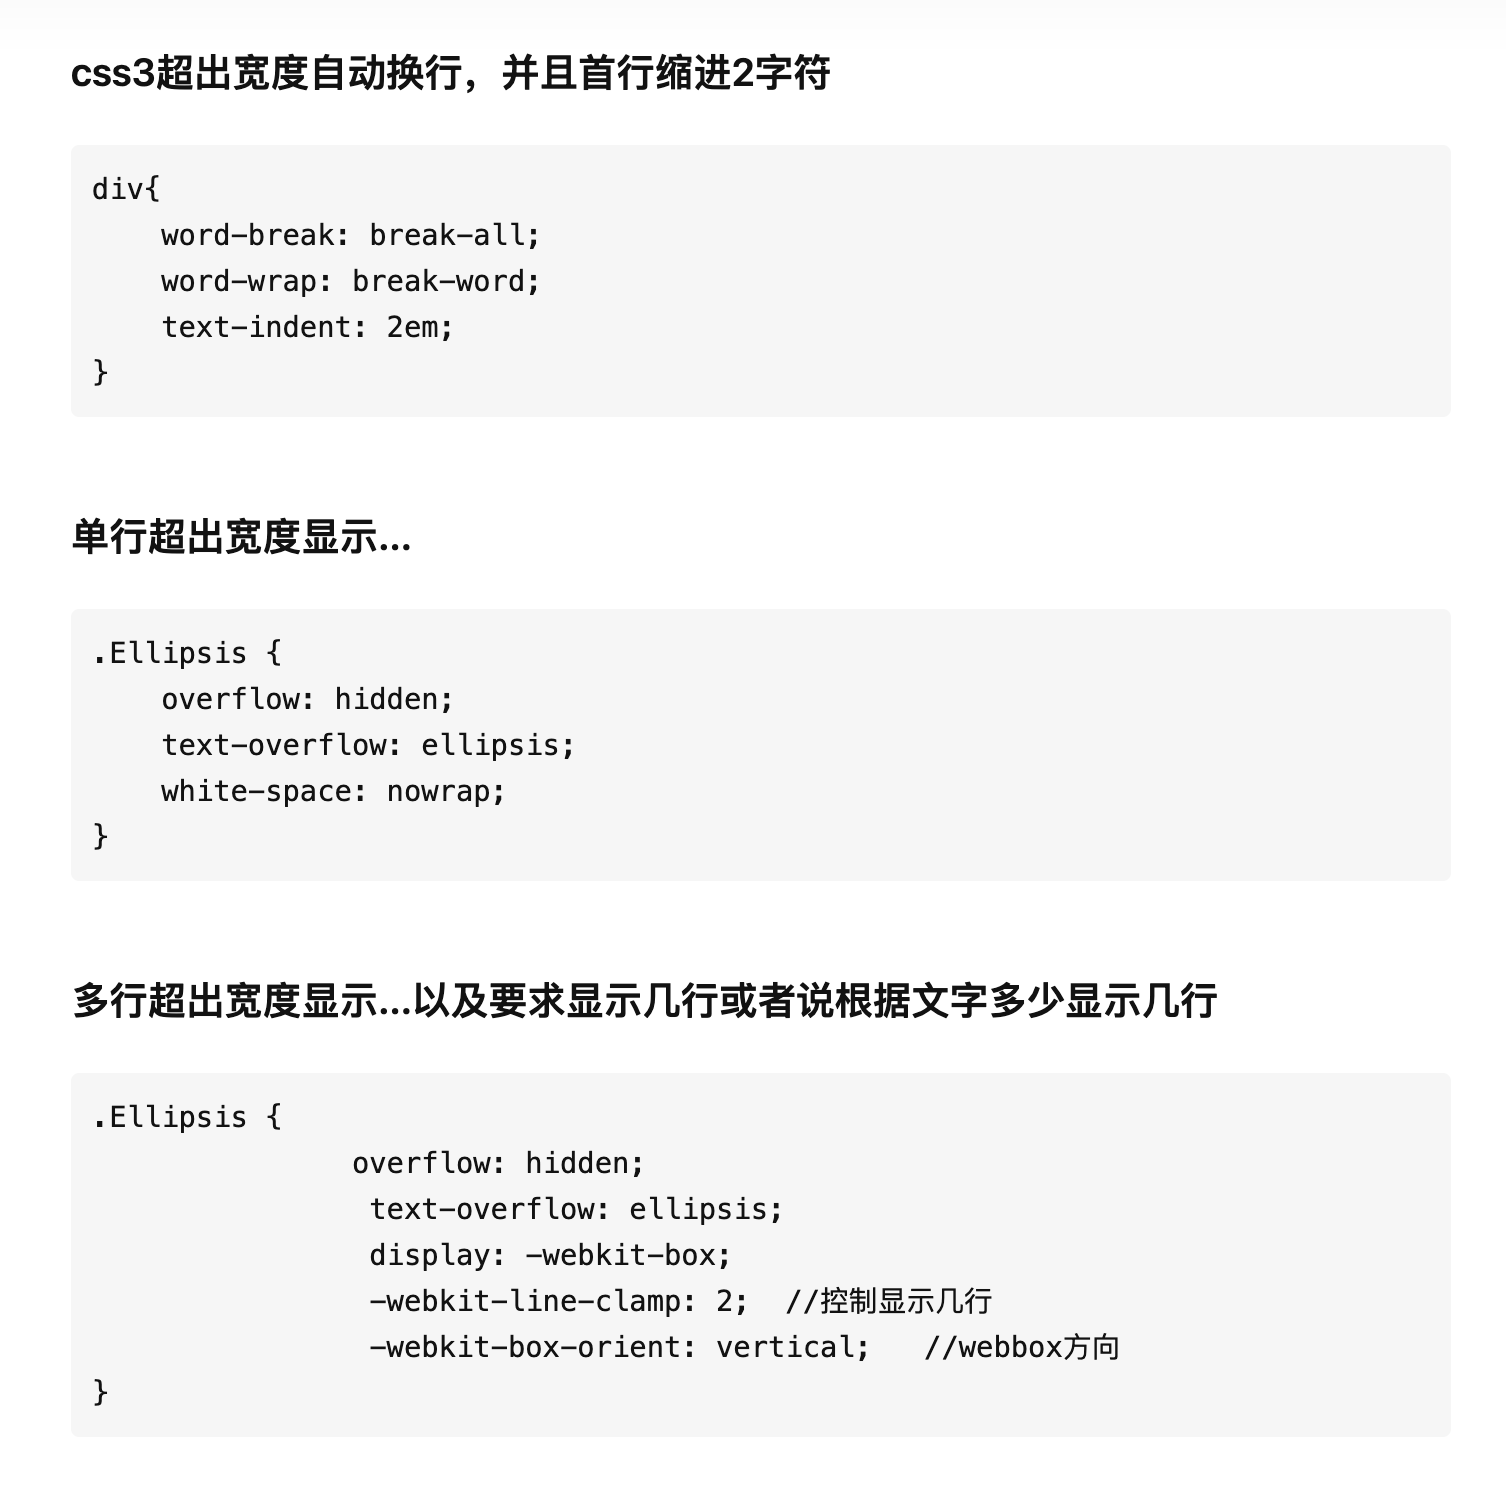 css3超出宽度自动换行，并且首行缩进2字符
div{
    word-break: break-all;
    word-wrap: break-word;
    text-indent: 2em;
}
单行超出宽度显示...
.Ellipsis {
    overflow: hidden;
    text-overflow: ellipsis;
    white-space: nowrap;
}
多行超出宽度显示...以及要求显示几行或者说根据文字多少显示几行
.Ellipsis {
               overflow: hidden;
                text-overflow: ellipsis;
                display: -webkit-box;
                -webkit-line-clamp: 2;  //控制显示几行
                -webkit-box-orient: vertical;   //webbox方向
}